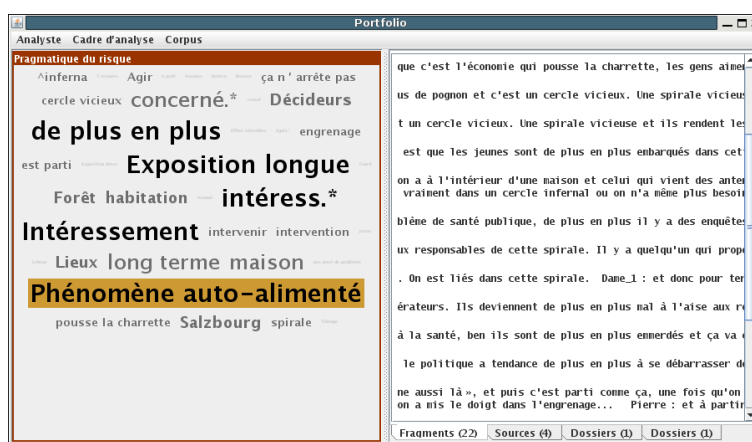 Portfolio
Analyste Cadre d'analyse Corpus
Pragmatique du risque
^inferna Agir ça n ' arrête pas
cercle vicieux concerné.* Décideurs
de plus en plus engrenage
est parti Exposition longue
Forêt habitation intéress.*
Intéressement intervenir intervention
Lieux long terme maison
Phénomène auto-alimenté
pousse la charrette Salzbourg spirale
que c'est l'économie qui pousse la charrette, les gens aimer
us de pognon et c'est un cercle vicieux. Une spirale vicieus
t un cercle vicieux. Une spirale vicieuse et ils rendent les
est que les jeunes sont de plus en plus embarqués dans cet
on a à l'intérieur d'une maison et celui qui vient des anten
vraiment dans un cercle infernal ou on n'a même plus besoin
blème de santé publique, de plus en plus il y a des enquête
ux responsables de cette spirale. Il y a quelqu'un qui prop
. On est liés dans cette spirale. Dame_1 : et donc pour ten
érateurs. Ils deviennent de plus en plus mal à l'aise aux r
à la santé, ben ils sont de plus en plus emmerdés et ça va
le politique a tendance de plus en plus à se débarrasser d
ne aussi là », et puis c'est parti comme ça, une fois qu'on
on a mis le doigt dans l'engrenage... Pierre : et à partir
Fragments (22) Sources (4) Dossiers (1) Dossiers (1)